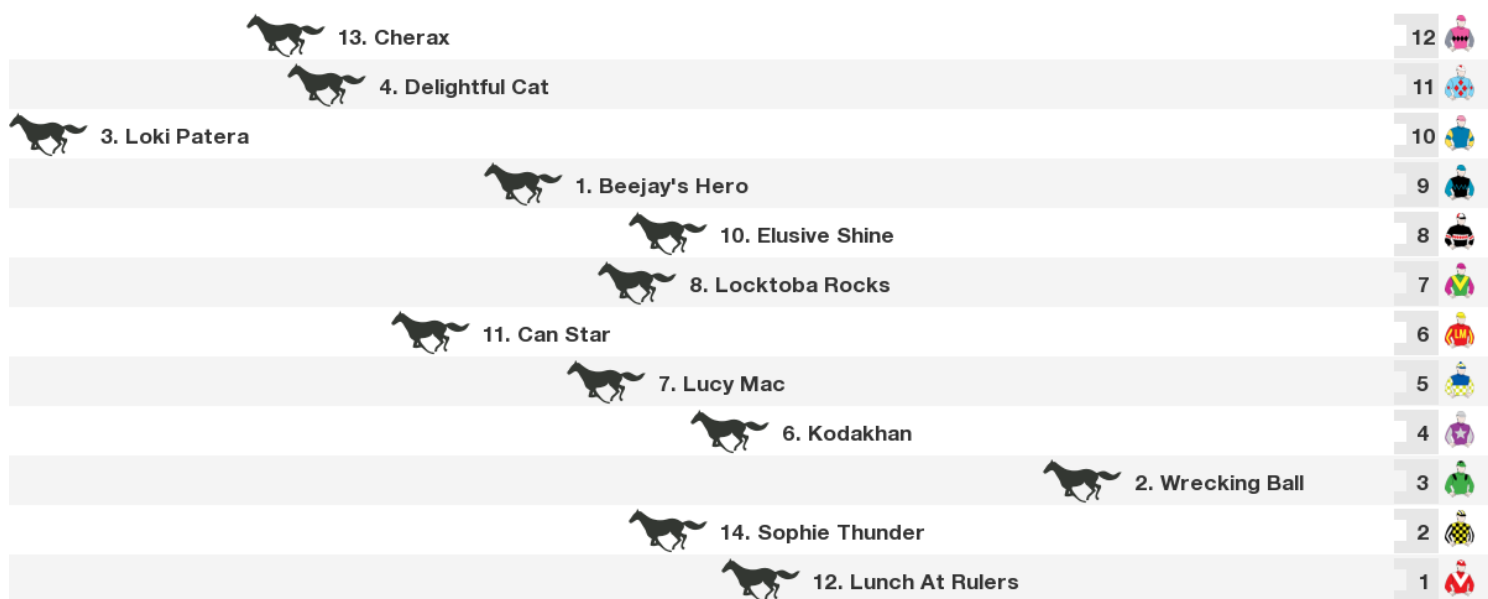 13. Cherax 12
4. Delightful Cat 11
3. Loki Patera 10
1. Beejay's Hero 9
10. Elusive Shine 8
8. Locktoba Rocks 7
11. Can Star 6 LM
7. Lucy Mac 5
6. Kodakhan 4
2. Wrecking Ball 3
14. Sophie Thunder 2
12. Lunch At Rulers 1